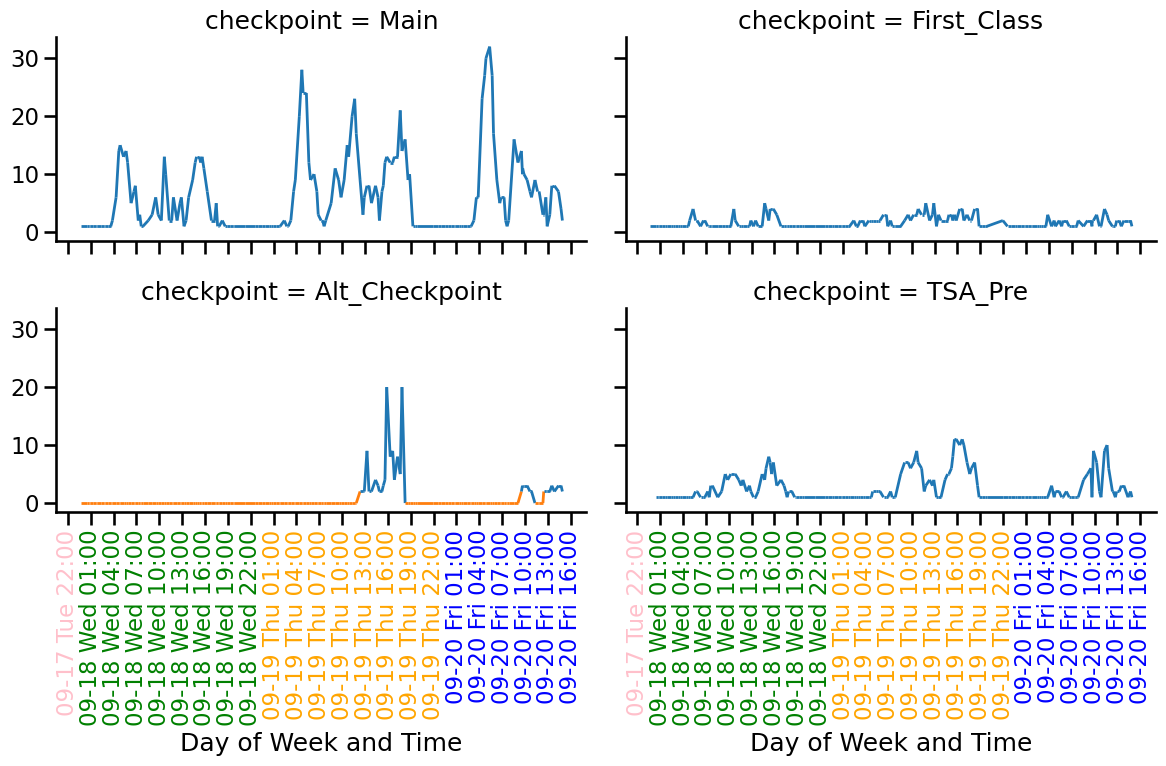 checkpoint = Main
checkpoint = First_Class
30
20
10
0
checkpoint = Alt_Checkpoint
checkpoint = TSA_Pre
30
20
10
0
09-17 Tue 22:00
09-18 Wed 01:00
09-18 Wed 04:00
09-18 Wed 07:00
09-18 Wed 10:00
09-18 Wed 13:00
09-18 Wed 16:00
09-18 Wed 19:00
09-18 Wed 22:00
09-19 Thu 01:00
09-19 Thu 04:00
09-19 Thu 07:00
09-19 Thu 10:00
09-19 Thu 13:00
09-19 Thu 16:00
09-19 Thu 19:00
09-19 Thu 22:00
09-20 Fri 01:00
09-20 Fri 04:00
09-20 Fri 07:00
09-20 Fri 10:00
09-20 Fri 13:00
09-20 Fri 16:00
Day of Week and Time
09-17 Tue 22:00
09-18 Wed 01:00
09-18 Wed 04:00
09-18 Wed 07:00
09-18 Wed 10:00
09-18 Wed 13:00
09-18 Wed 16:00
09-18 Wed 19:00
09-18 Wed 22:00
09-19 Thu 01:00
09-19 Thu 04:00
09-19 Thu 07:00
09-19 Thu 10:00
09-19 Thu 13:00
09-19 Thu 16:00
09-19 Thu 19:00
09-19 Thu 22:00
09-20 Fri 01:00
09-20 Fri 04:00
09-20 Fri 07:00
09-20 Fri 10:00
09-20 Fri 13:00
09-20 Fri 16:00
Day of Week and Time